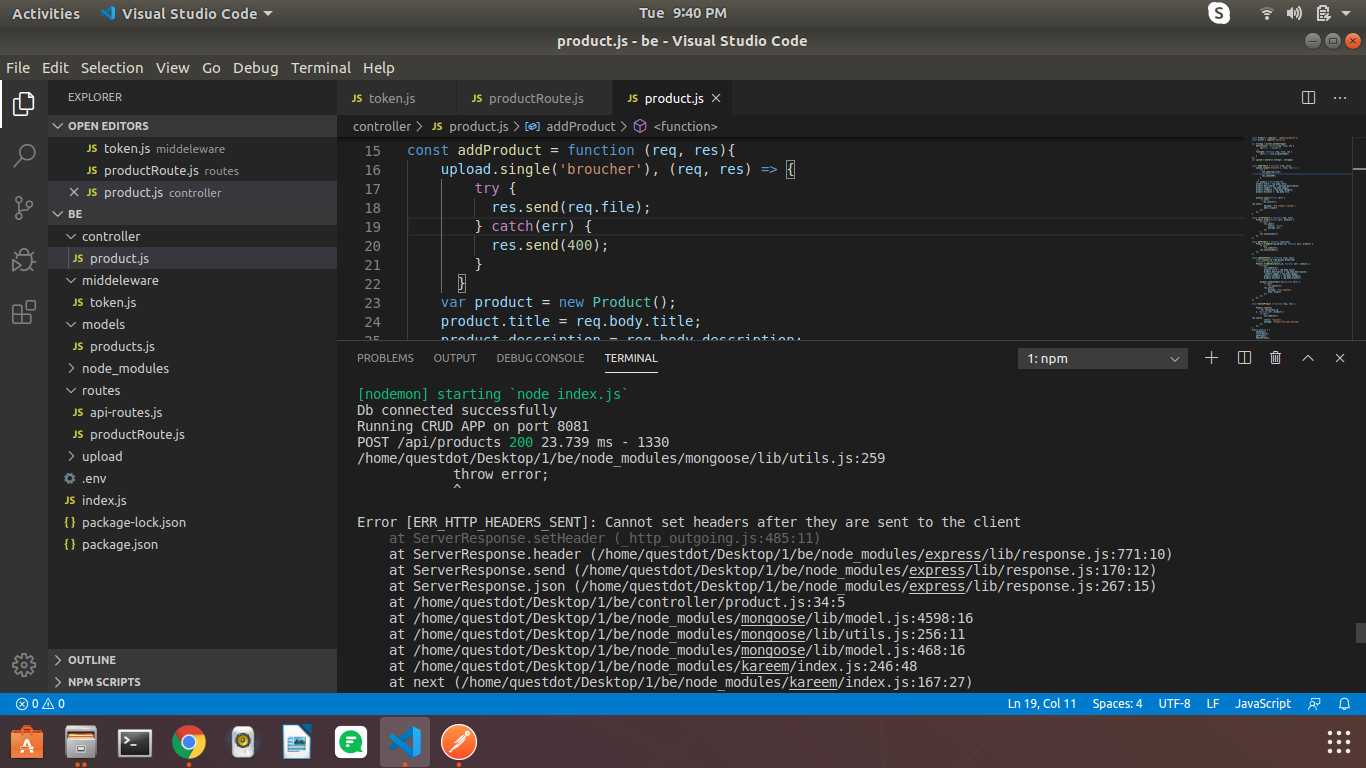 Activities Visual Studio Code Tue 9:40 PM
product.js - be - Visual Studio Code
File Edit Selection View Go Debug Terminal Help
EXPLORER
OPEN EDITORS
JS token.js middeleware
JS productRoute.js routes
JS product.js controller
BE
controller
JS product.js
middeleware
JS token.js
models
JS products.js
node_modules
routes
JS api-routes.js
JS productRoute.js
upload
.env
JS index.js
{} package-lock.json
{} package.json
OUTLINE
NPM SCRIPTS
JS token.js JS productRoute.js JS product.js
controller > JS product.js > addProduct > <function>
15 const addProduct = function (req, res){
16 upload.single('broucher'), (req, res) => {
17 try {
18 res.send(req.file);
19 } catch(err) {
20 res.send(400);
21 }
22 }
23 var product = new Product();
24 product.title = req.body.title;
25 product.description = req.body.description;
PROBLEMS OUTPUT DEBUG CONSOLE TERMINAL 1: npm
[nodemon] starting `node index.js`
Db connected successfully
Running CRUD APP on port 8081
POST /api/products 200 23.739 ms - 1330
/home/questdot/Desktop/1/be/node_modules/mongoose/lib/utils.js:259
throw error;
^
Error [ERR_HTTP_HEADERS_SENT]: Cannot set headers after they are sent to the client
at ServerResponse.setHeader (_http_outgoing.js:485:11)
at ServerResponse.header (/home/questdot/Desktop/1/be/node_modules/express/lib/response.js:771:10)
at ServerResponse.send (/home/questdot/Desktop/1/be/node_modules/express/lib/response.js:170:12)
at ServerResponse.json (/home/questdot/Desktop/1/be/node_modules/express/lib/response.js:267:15)
at /home/questdot/Desktop/1/be/controller/product.js:34:5
at /home/questdot/Desktop/1/be/node_modules/mongoose/lib/model.js:4598:16
at /home/questdot/Desktop/1/be/node_modules/mongoose/lib/utils.js:256:11
at /home/questdot/Desktop/1/be/node_modules/mongoose/lib/model.js:468:16
at /home/questdot/Desktop/1/be/node_modules/kareem/index.js:246:48
at next (/home/questdot/Desktop/1/be/node_modules/kareem/index.js:167:27)
0 0 Ln 19, Col 11 Spaces: 4 UTF-8 LF JavaScript